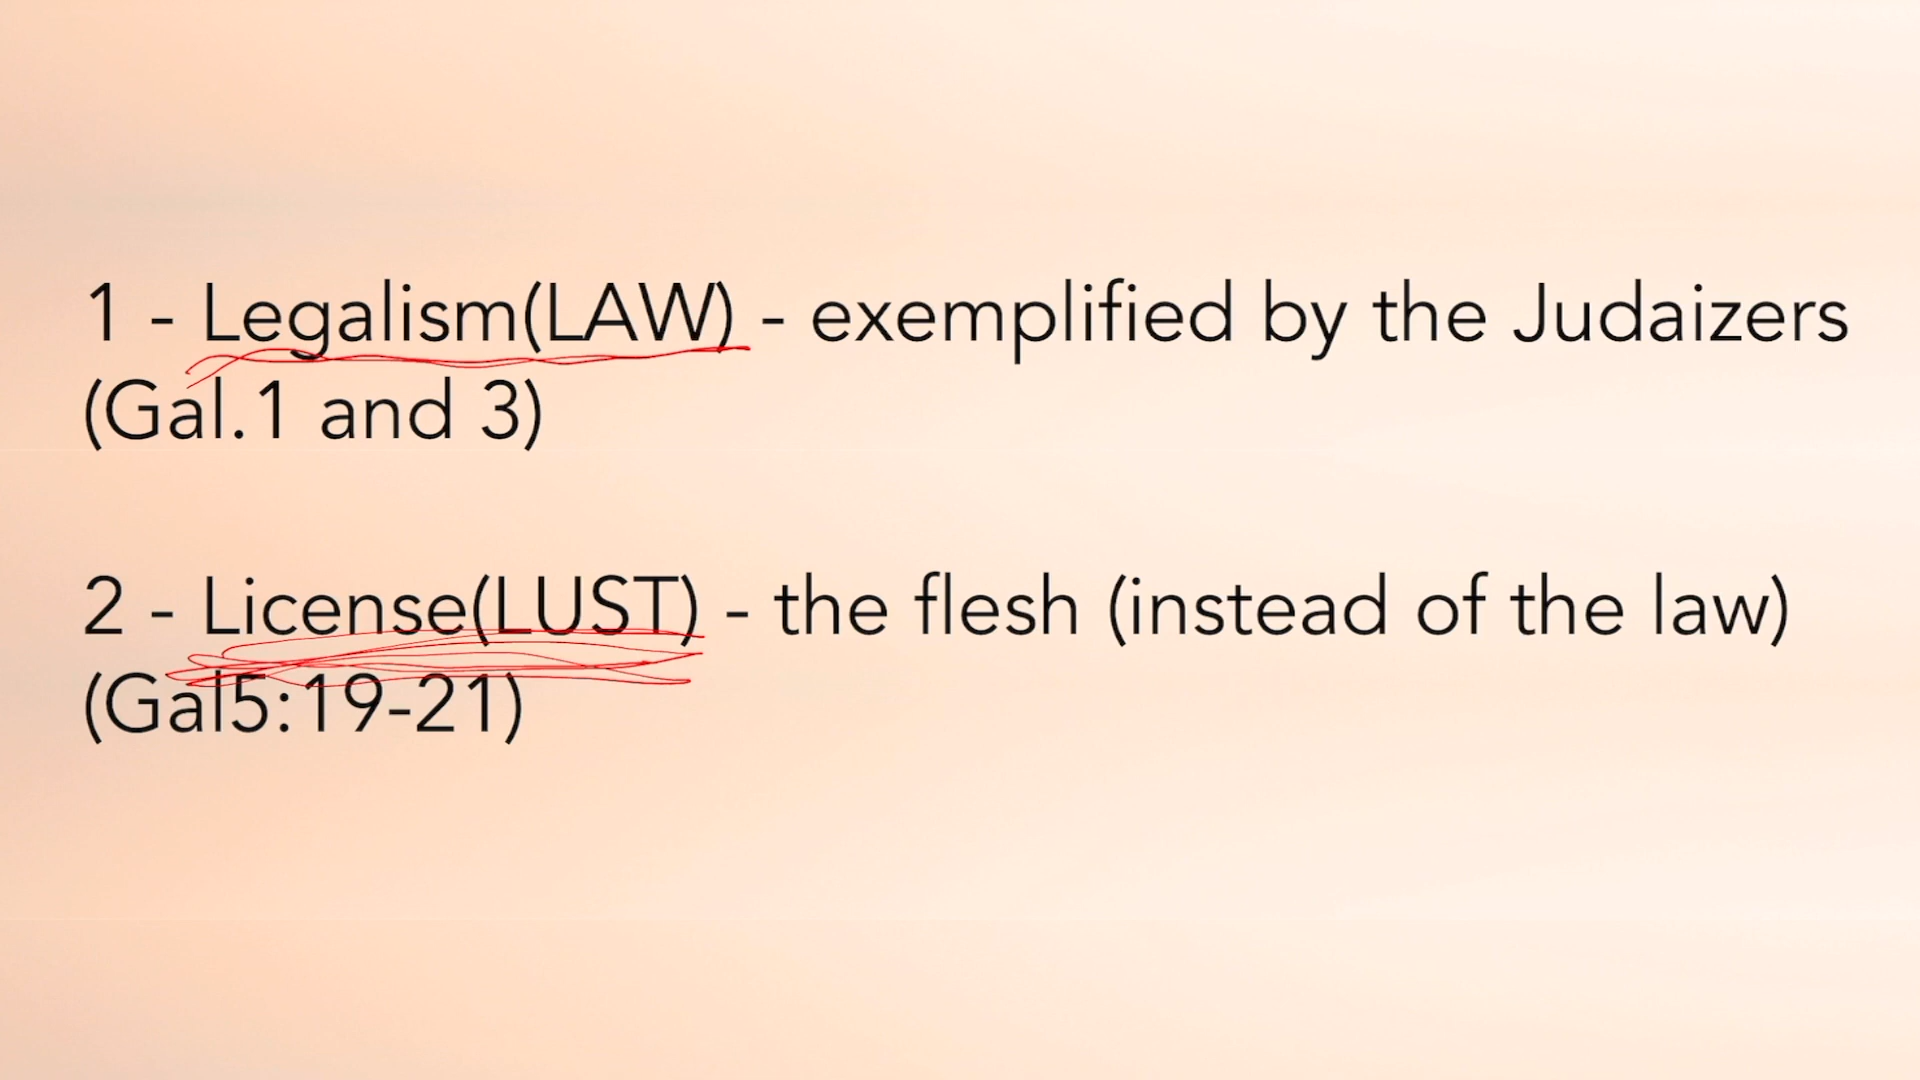 1 - Legalism(LAW) - exemplified by the Judaizers
(Gal.1 and 3)
2 - License(LUST) - the flesh (instead of the law)
(Gal5:19-21)